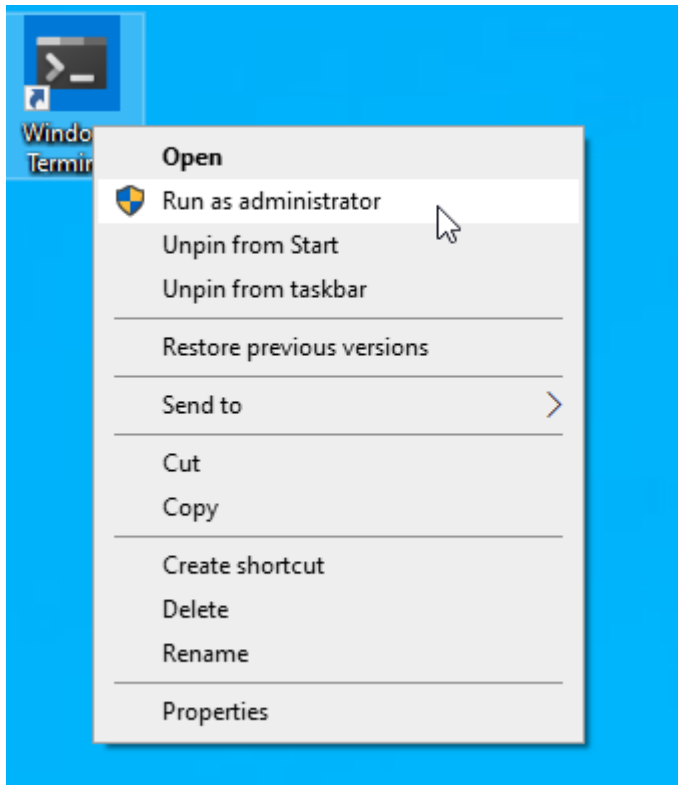 Windo
Termin
Open
Run as administrator
Unpin from Start
Unpin from taskbar
Restore previous versions
Send to
Cut
Copy
Create shortcut
Delete
Rename
Properties